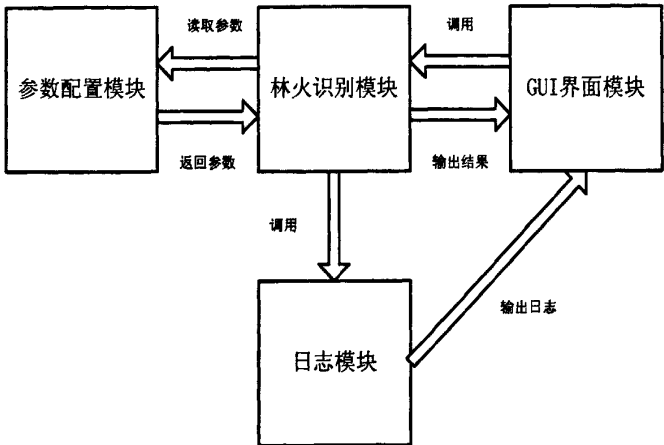 读取参数
调用
参数配置模块
林火识别模块
GUI界面模块
返回参数
输出结果
调用
输出日志
日志模块